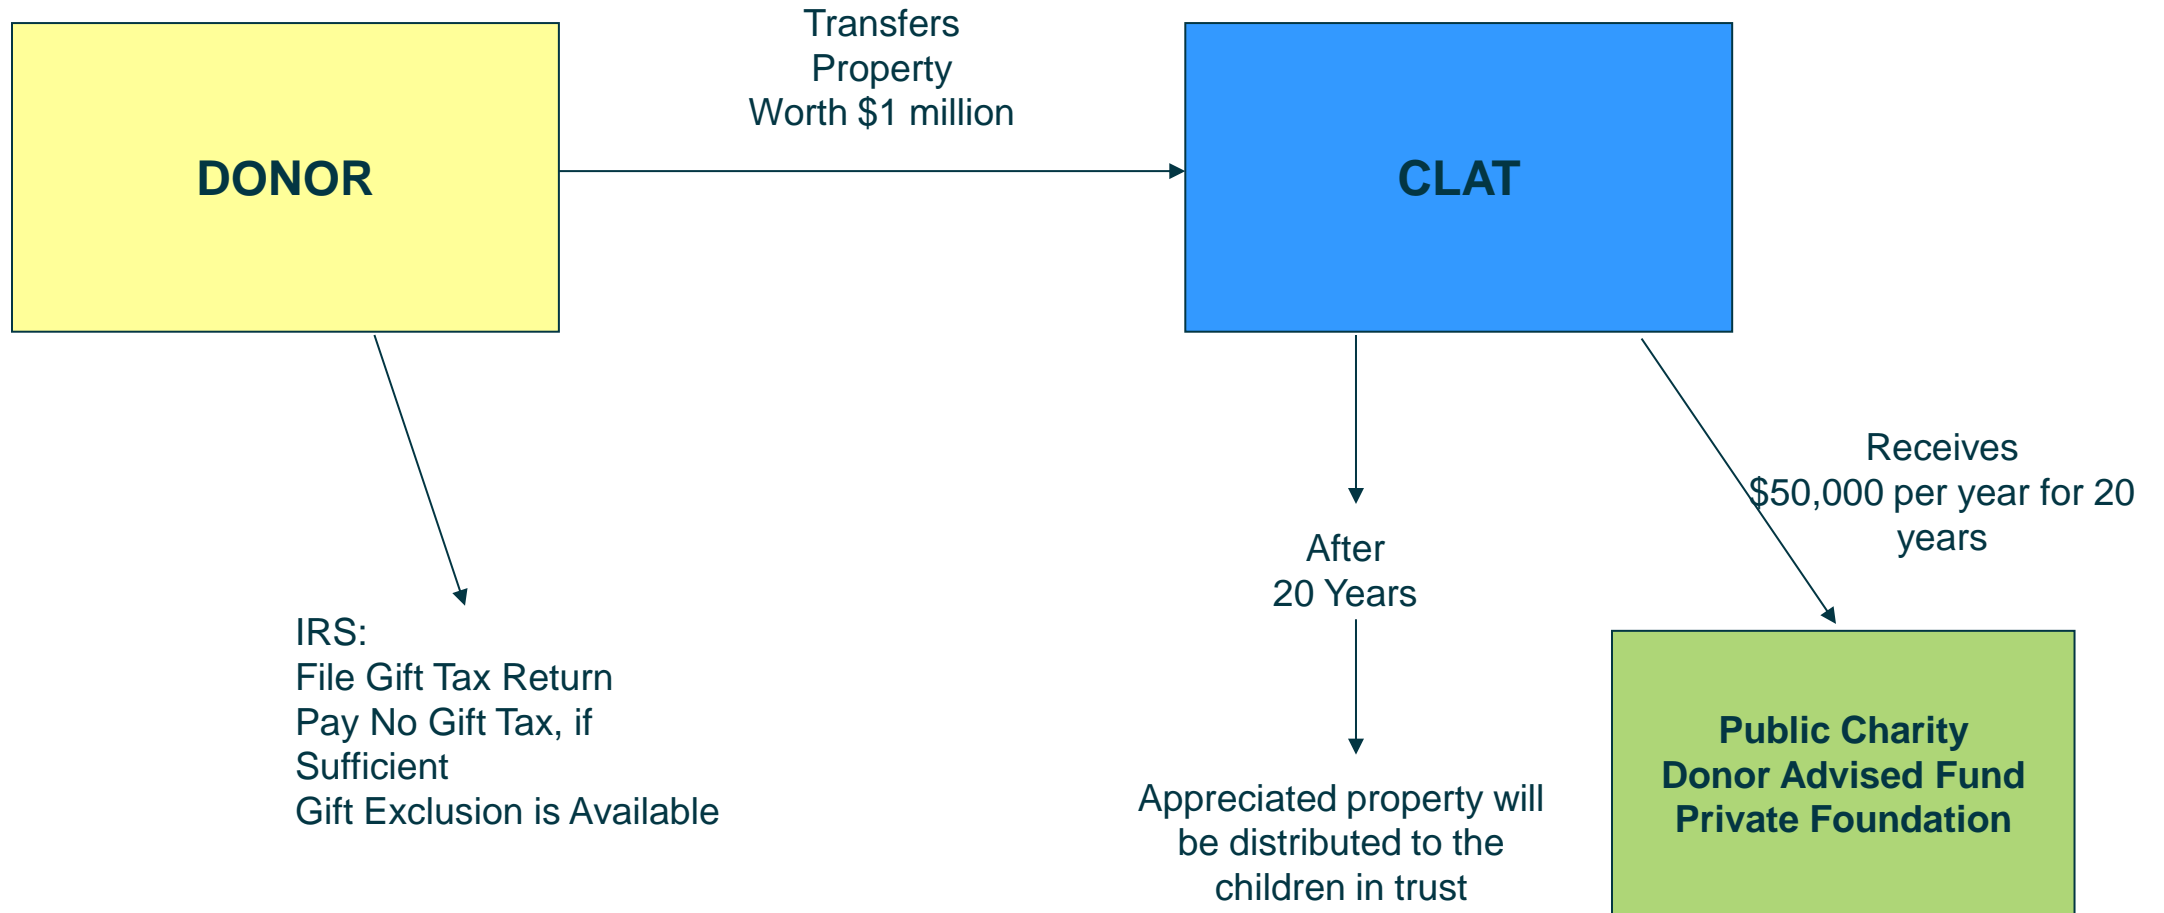 DONOR
Transfers
Property
Worth $1 million
CLAT
IRS:
File Gift Tax Return
Pay No Gift Tax, if
Sufficient
Gift Exclusion is Available
After
20 Years
Appreciated property will
be distributed to the
children in trust
Receives
$50,000 per year for 20
years
Public Charity
Donor Advised Fund
Private Foundation